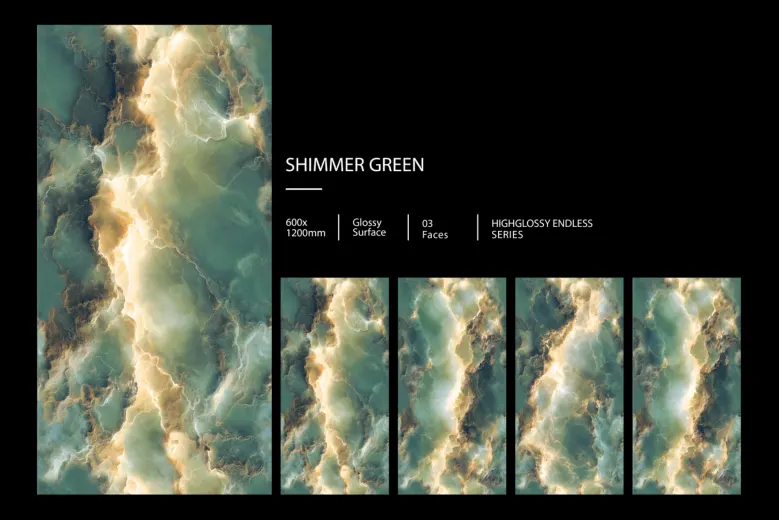 SHIMMER GREEN
600x
1200mm
Glossy
Surface
03
Faces
HIGHGLOSSY ENDLESS
SERIES